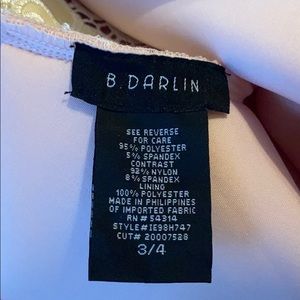 B. DARLIN
SEE REVERSE
FOR CARE
95% POLYESTER
5% SPANDEX
CONTRAST
92% NYLON
8% SPANDEX
LINING
100% POLYESTER
MADE IN PHILIPPINES
OF IMPORTED FABRIC
RN# 54314
STYLE#IE98H747
CUT# 20007528
3/4